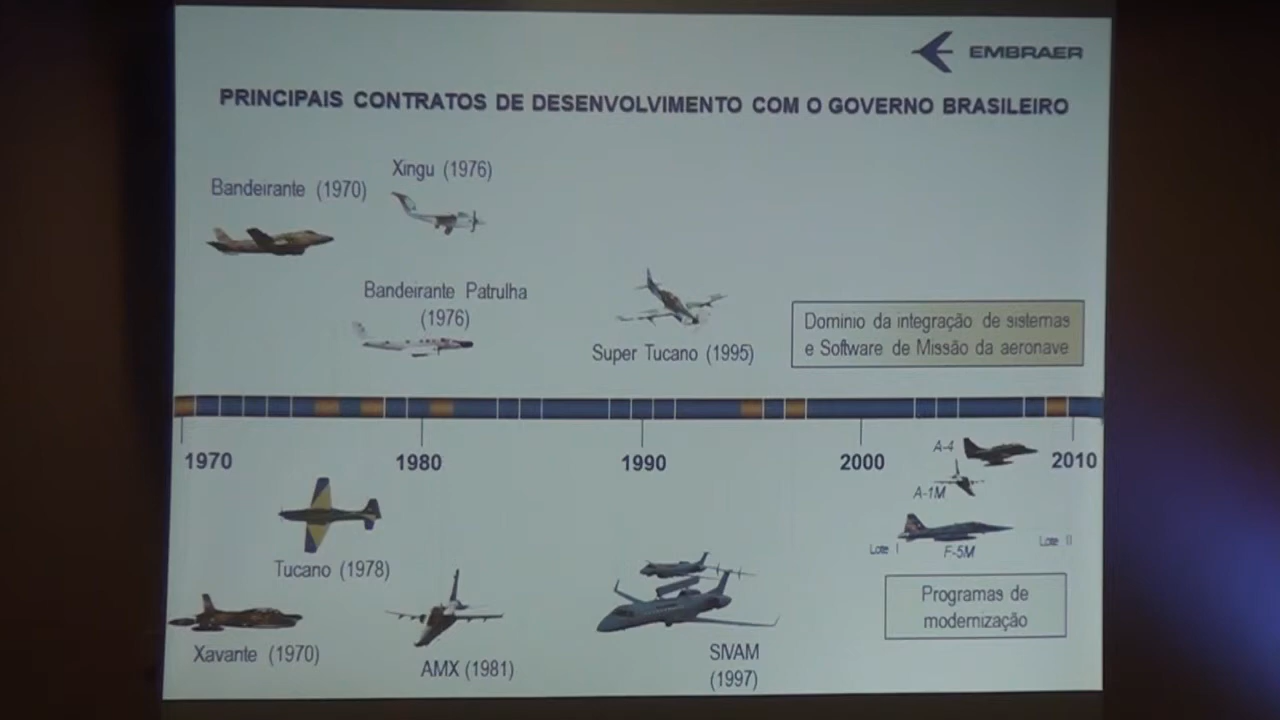 EMBRAER
PRINCIPAIS CONTRATOS DE DESENVOLVIMENTO COM O GOVERNO BRASILEIRO
Xingu (1976)
Bandeirante (1970)
Bandeirante Patrulha
(1976)
Super Tucano (1995)
Dominio da integração de sistemas
e Software de Missão da aeronave
1970
1980
1990
2000
2010
A-4
A-1M
F-5M
Lote I
Lote II
Tucano (1978)
Programas de
modernização
Xavante (1970)
AMX (1981)
SIVAM
(1997)